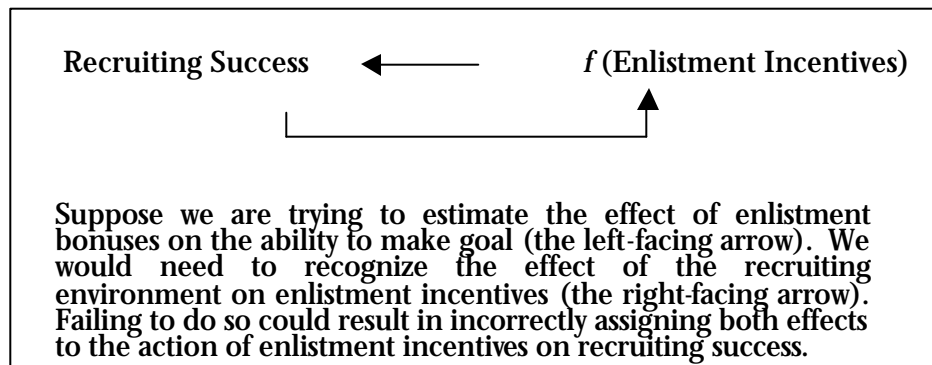 Recruiting Success f (Enlistment Incentives)
Suppose we are trying to estimate the effect of enlistment
bonuses on the ability to make goal (the left-facing arrow). We
would need to recognize the effect of the recruiting
environment on enlistment incentives (the right-facing arrow).
Failing to do so could result in incorrectly assigning both effects
to the action of enlistment incentives on recruiting success.